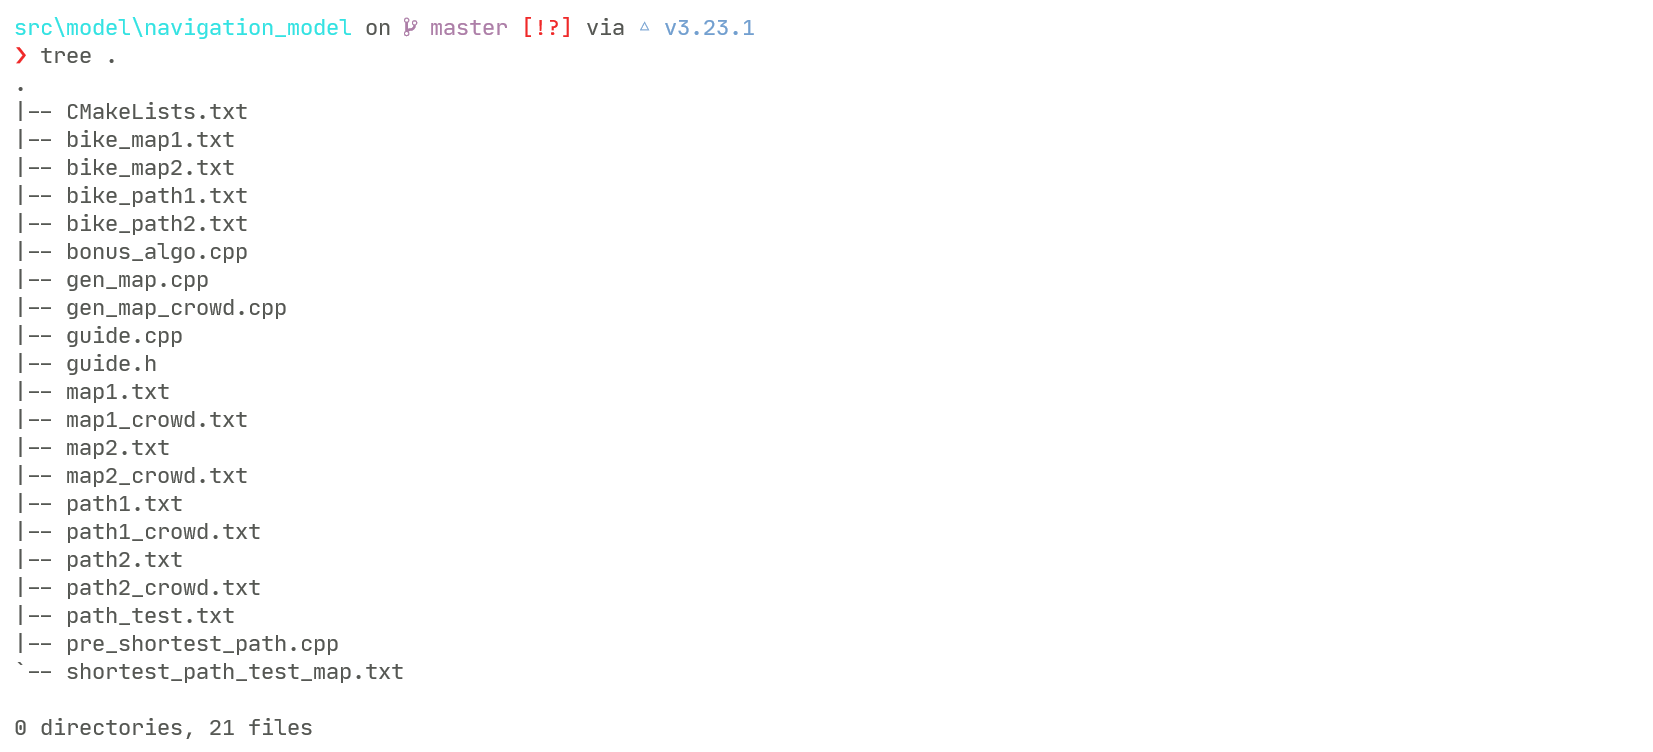 src\model\navigation_model on master [!?] via △ v3.23.1
❯ tree .
.
|-- CMakeLists.txt
|-- bike_map1.txt
|-- bike_map2.txt
|-- bike_path1.txt
|-- bike_path2.txt
|-- bonus_algo.cpp
|-- gen_map.cpp
|-- gen_map_crowd.cpp
|-- guide.cpp
|-- guide.h
|-- map1.txt
|-- map1_crowd.txt
|-- map2.txt
|-- map2_crowd.txt
|-- path1.txt
|-- path1_crowd.txt
|-- path2.txt
|-- path2_crowd.txt
|-- path_test.txt
|-- pre_shortest_path.cpp
`-- shortest_path_test_map.txt
0 directories, 21 files